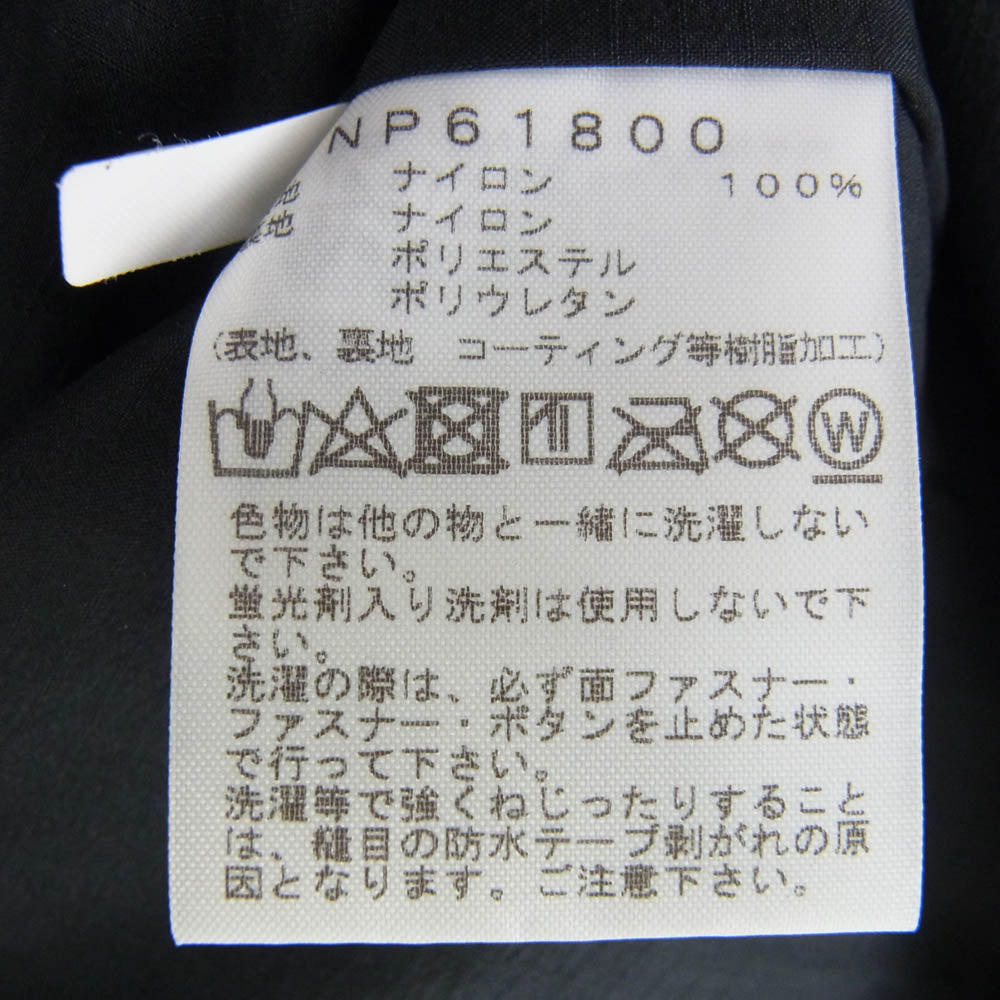 NP61800
ナイロン 100%
地 ナイロン
ポリエステル
ポリウレタン
(表地、裏地 コーティング等樹脂加工)
W
色物は他の物と一緒に洗濯しない
で下さい。
蛍光剤入り洗剤は使用しないで下
さい。
洗濯の際は、必ず面ファスナー・
ファスナー・ボタンを止めた状態
で行って下さい。
洗濯等で強くねじったりすること
は、縫目の防水テープ剥がれの原
因となります。ご注意下さい。